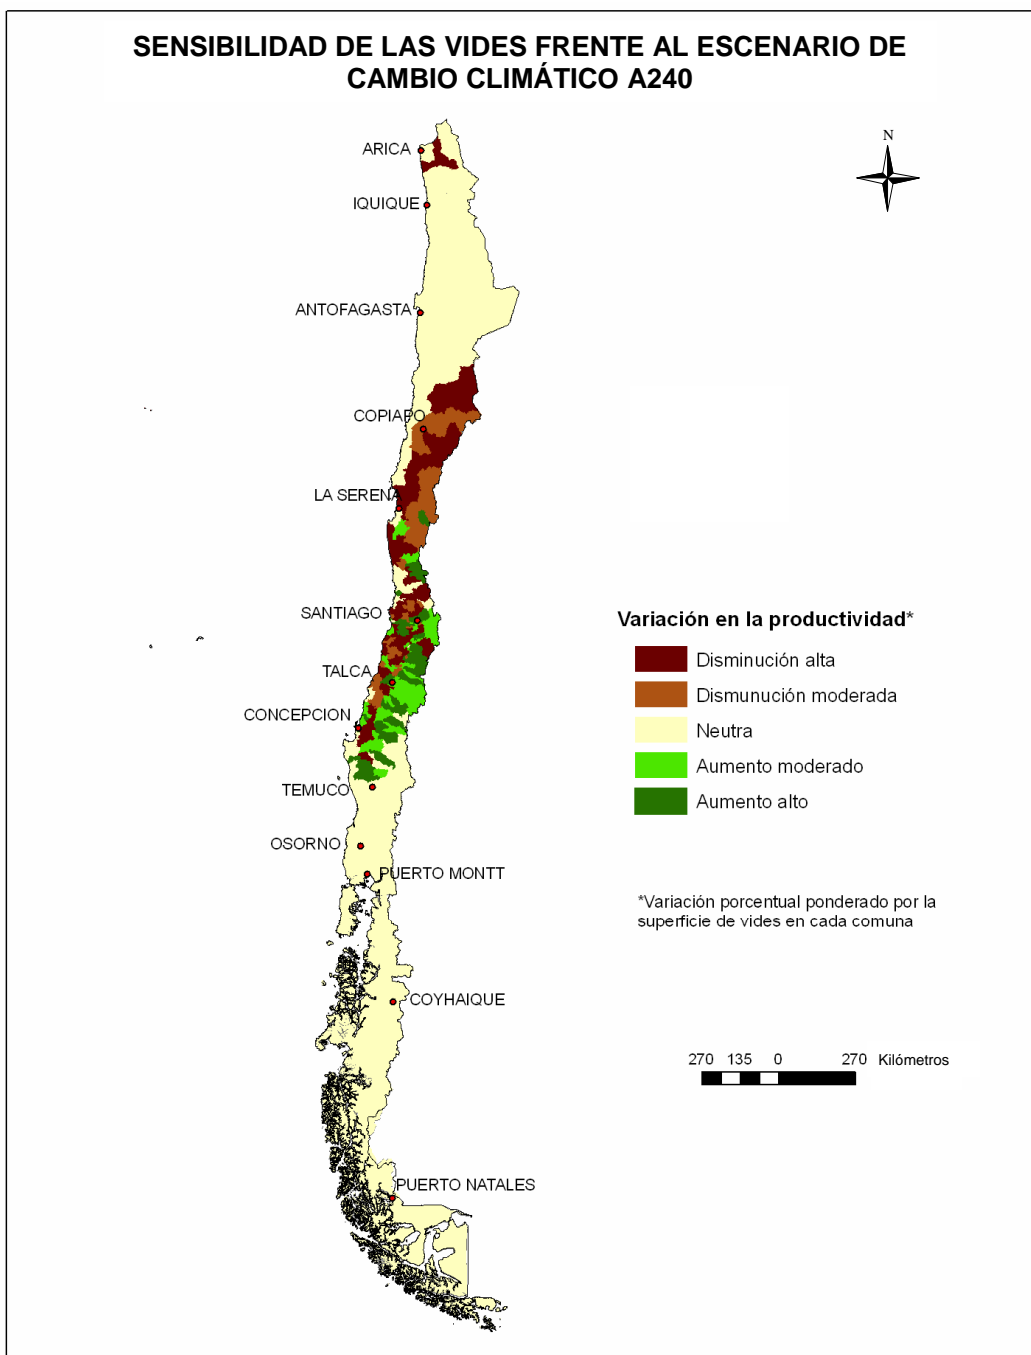 SENSIBILIDAD DE LAS VIDES FRENTE AL ESCENARIO DE
CAMBIO CLIMÁTICO A240
N
ARICA
IQUIQUE
ANTOFAGASTA
COPIAPO
LA SERENA
SANTIAGO
TALCA
CONCEPCION
TEMUCO
OSORNO
PUERTO MONTT
COYHAIQUE
PUERTO NATALES
Variación en la productividad*
Disminución alta
Dismunución moderada
Neutra
Aumento moderado
Aumento alto
*Variación porcentual ponderado por la
superficie de vides en cada comuna
270 135 0 270 Kilómetros